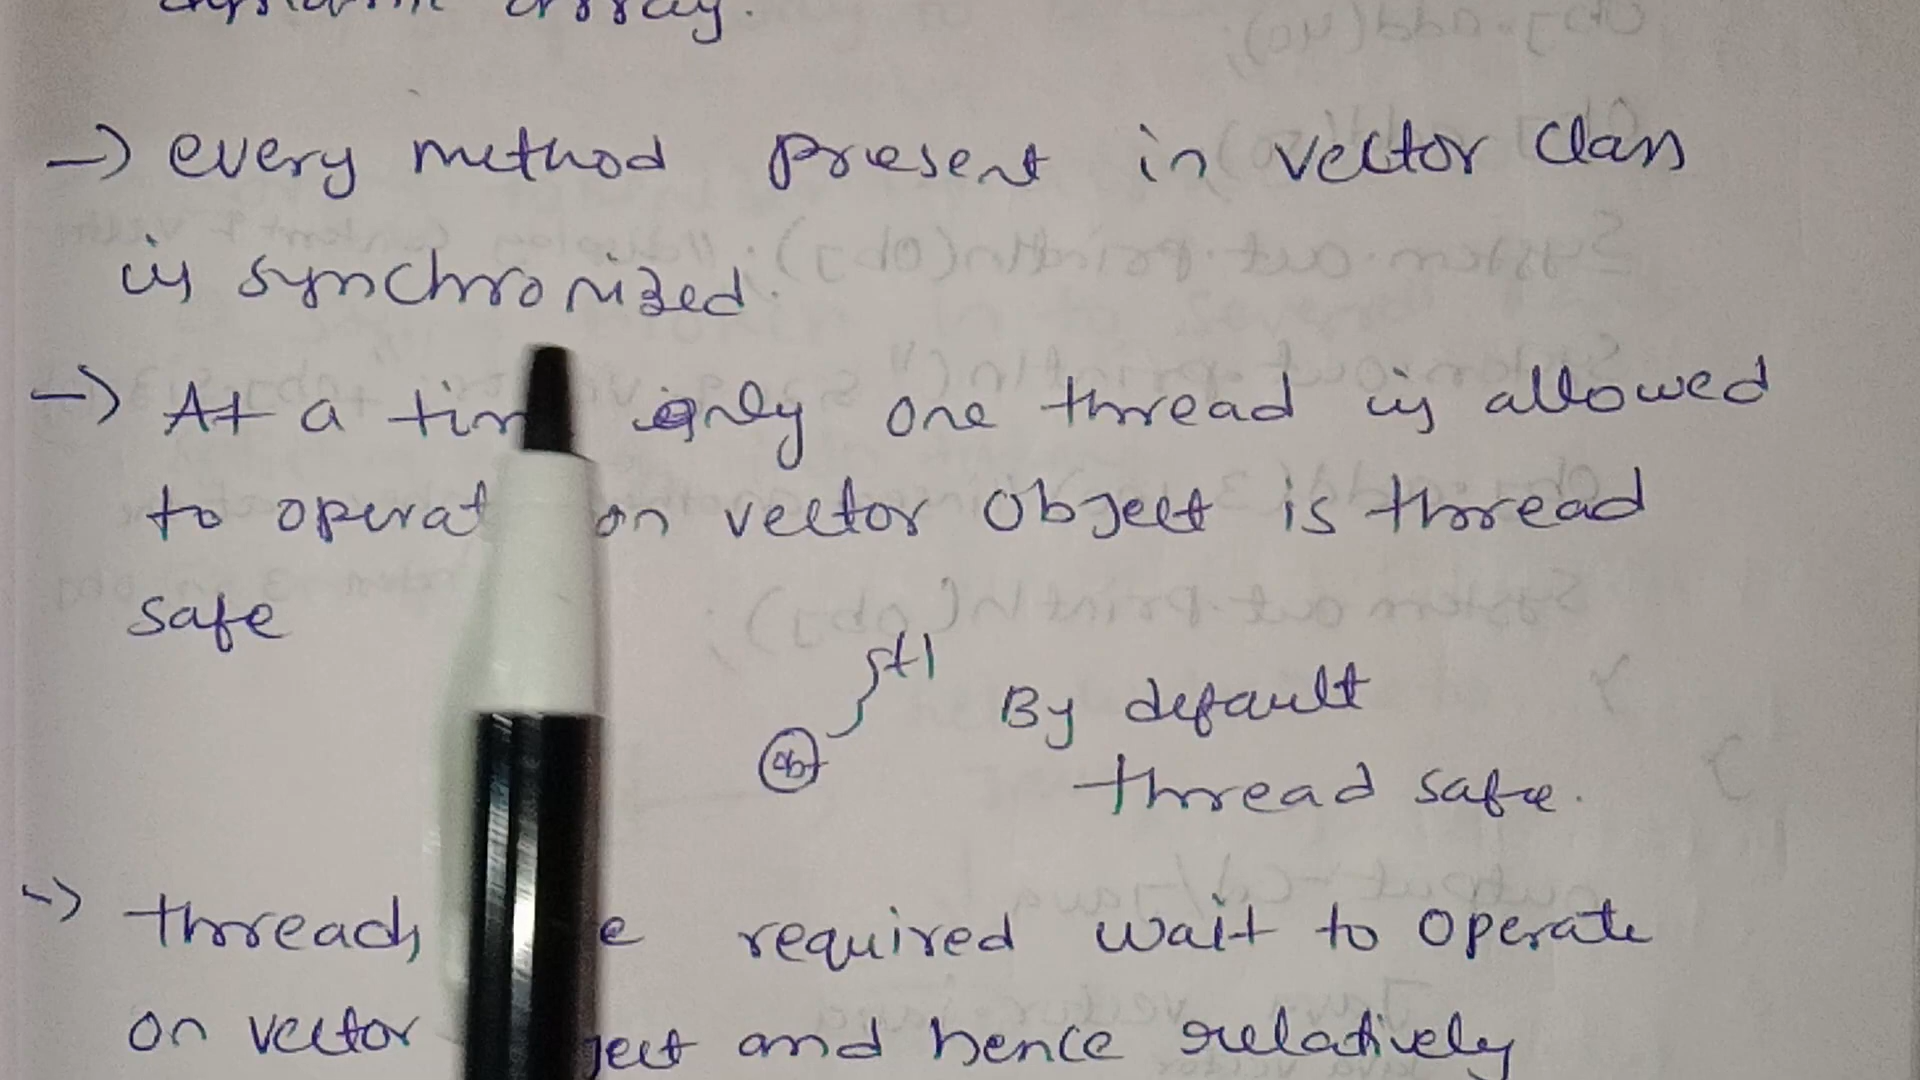 array.
-> every method present in vector class
is synchronized.
-> At a tim only one thread is allowed
to operat on vector object is thread
safe
t1
obj
By default
thread safe.
-> threads e required wait to operate
on vector ject and hence relatively